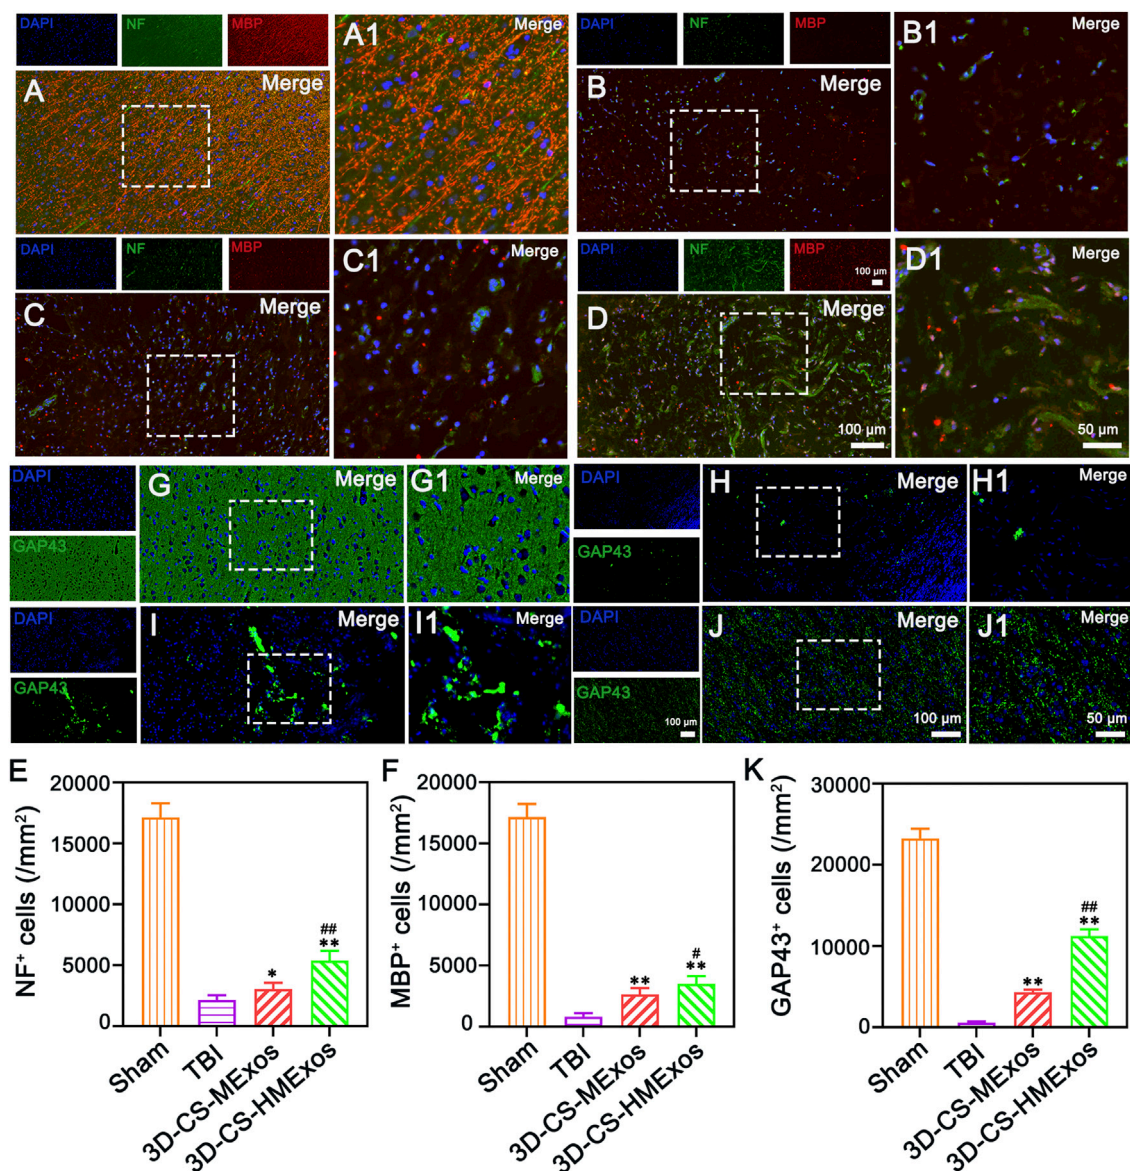 DAPI NF MBP
A Merge
A1 Merge
DAPI NF MBP
B Merge
B1 Merge
DAPI NF MBP
C Merge
C1 Merge
DAPI NF MBP
100 μm
D Merge
100 μm
D1 Merge
50 μm
DAPI
GAP43
G Merge
G1 Merge
DAPI
GAP43
H Merge
H1 Merge
DAPI
GAP43
I Merge
I1 Merge
DAPI
GAP43
100 μm
J Merge
100 μm
J1 Merge
50 μm
E
NF⁺ cells (/mm²)
20000
15000
10000
5000
0
*
##
**
Sham
TBI
3D-CS-MExos
3D-CS-HMExos
F
MBP⁺ cells (/mm²)
20000
15000
10000
5000
0
**
#
**
Sham
TBI
3D-CS-MExos
3D-CS-HMExos
K
GAP43⁺ cells (/mm²)
30000
20000
10000
0
**
##
**
Sham
TBI
3D-CS-MExos
3D-CS-HMExos